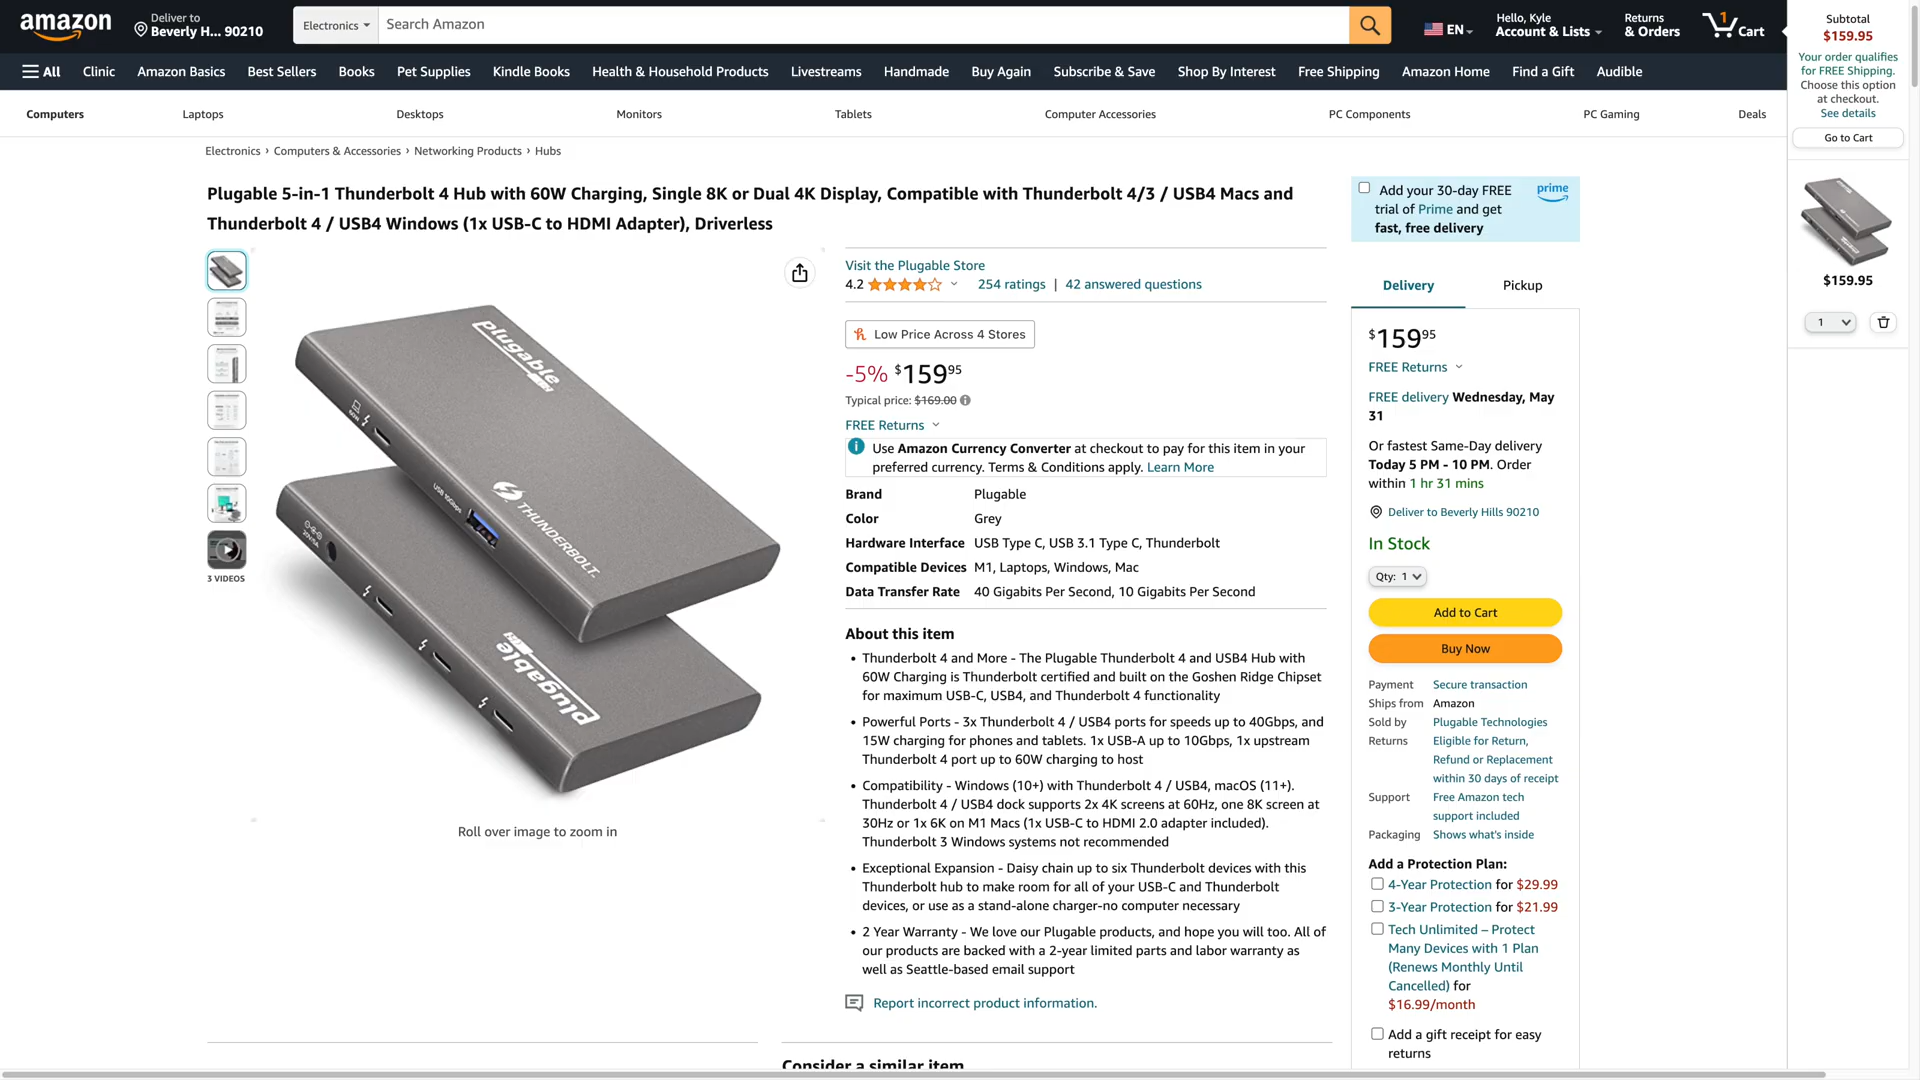 amazon
Deliver to
Beverly H... 90210
Electronics
Search Amazon
EN
Hello, Kyle
Account & Lists
Returns
& Orders
1
Cart
Subtotal
$159.95
Your order qualifies
for FREE Shipping.
Choose this option
at checkout.
See details
Go to Cart
$159.95
1
All
Clinic
Amazon Basics
Best Sellers
Books
Pet Supplies
Kindle Books
Health & Household Products
Livestreams
Handmade
Buy Again
Subscribe & Save
Shop By Interest
Free Shipping
Amazon Home
Find a Gift
Audible
Computers
Laptops
Desktops
Monitors
Tablets
Computer Accessories
PC Components
PC Gaming
Deals
Electronics › Computers & Accessories › Networking Products › Hubs
Plugable 5-in-1 Thunderbolt 4 Hub with 60W Charging, Single 8K or Dual 4K Display, Compatible with Thunderbolt 4/3 / USB4 Macs and
Thunderbolt 4 / USB4 Windows (1x USB-C to HDMI Adapter), Driverless
3 VIDEOS
plugable
60W
USB 10Gbps
THUNDERBOLT.
20V/5A
plugable
Roll over image to zoom in
Visit the Plugable Store
4.2
254 ratings | 42 answered questions
Low Price Across 4 Stores
-5% $15995
Typical price: $169.00
FREE Returns
Use Amazon Currency Converter at checkout to pay for this item in your
preferred currency. Terms & Conditions apply. Learn More
Brand Plugable
Color Grey
Hardware Interface USB Type C, USB 3.1 Type C, Thunderbolt
Compatible Devices M1, Laptops, Windows, Mac
Data Transfer Rate 40 Gigabits Per Second, 10 Gigabits Per Second
About this item
• Thunderbolt 4 and More - The Plugable Thunderbolt 4 and USB4 Hub with
60W Charging is Thunderbolt certified and built on the Goshen Ridge Chipset
for maximum USB-C, USB4, and Thunderbolt 4 functionality
• Powerful Ports - 3x Thunderbolt 4 / USB4 ports for speeds up to 40Gbps, and
15W charging for phones and tablets. 1x USB-A up to 10Gbps, 1x upstream
Thunderbolt 4 port up to 60W charging to host
• Compatibility - Windows (10+) with Thunderbolt 4 / USB4, macOS (11+).
Thunderbolt 4 / USB4 dock supports 2x 4K screens at 60Hz, one 8K screen at
30Hz or 1x 6K on M1 Macs (1x USB-C to HDMI 2.0 adapter included).
Thunderbolt 3 Windows systems not recommended
• Exceptional Expansion - Daisy chain up to six Thunderbolt devices with this
Thunderbolt hub to make room for all of your USB-C and Thunderbolt
devices, or use as a stand-alone charger-no computer necessary
• 2 Year Warranty - We love our Plugable products, and hope you will too. All of
our products are backed with a 2-year limited parts and labor warranty as
well as Seattle-based email support
Report incorrect product information.
Consider a similar item
Add your 30-day FREE
trial of Prime and get
fast, free delivery
prime
Delivery
Pickup
$15995
FREE Returns
FREE delivery Wednesday, May
31
Or fastest Same-Day delivery
Today 5 PM - 10 PM. Order
within 1 hr 31 mins
Deliver to Beverly Hills 90210
In Stock
Qty: 1
Add to Cart
Buy Now
Payment Secure transaction
Ships from Amazon
Sold by Plugable Technologies
Returns Eligible for Return,
Refund or Replacement
within 30 days of receipt
Support Free Amazon tech
support included
Packaging Shows what's inside
Add a Protection Plan:
4-Year Protection for $29.99
3-Year Protection for $21.99
Tech Unlimited – Protect
Many Devices with 1 Plan
(Renews Monthly Until
Cancelled) for
$16.99/month
Add a gift receipt for easy
returns